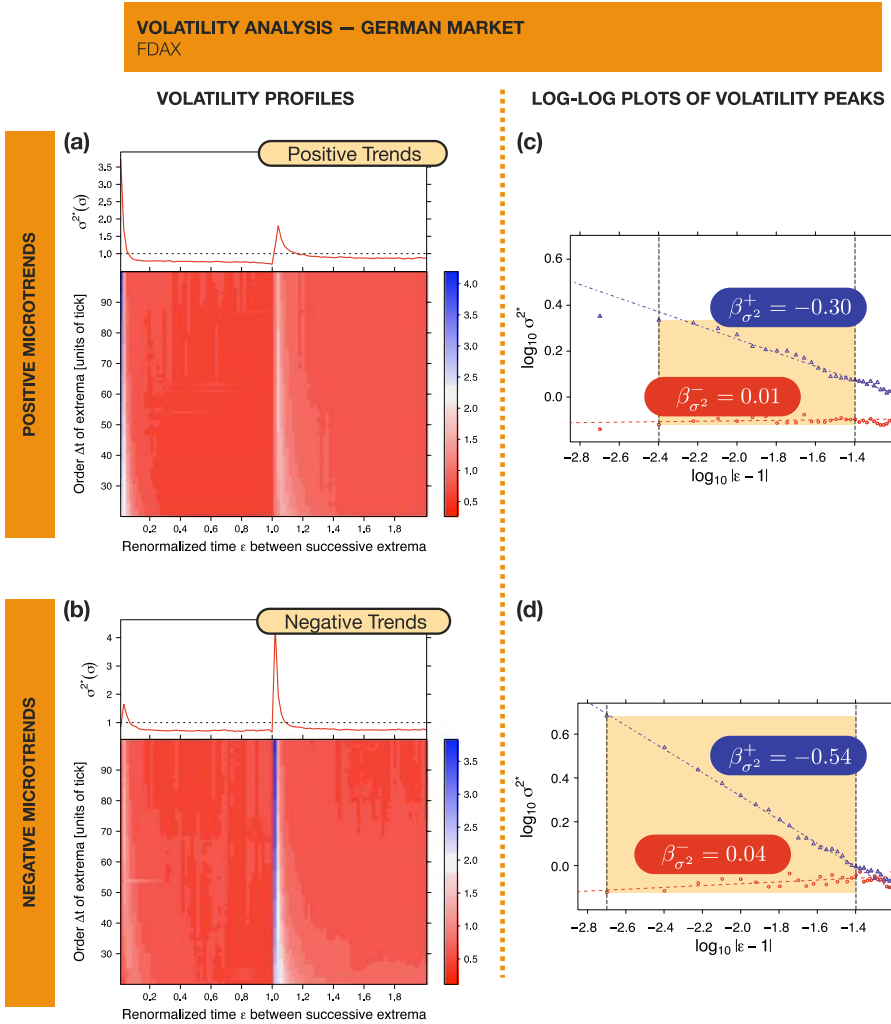 VOLATILITY ANALYSIS — GERMAN MARKET
FDAX
VOLATILITY PROFILES
LOG-LOG PLOTS OF VOLATILITY PEAKS
POSITIVE MICROTRENDS
(a)
Positive Trends
σ²*(σ)
3.5
3.0
2.5
2.0
1.5
1.0
Order Δt of extrema [units of tick]
90
80
70
60
50
40
30
0.2 0.4 0.6 0.8 1.0 1.2 1.4 1.6 1.8
Renormalized time ε between successive extrema
4.0
3.5
3.0
2.5
2.0
1.5
1,0
0.5
(c)
log₁₀ σ²*
0.6
0.4
0.2
0.0
β⁺σ² = −0.30
β⁻σ² = 0.01
−2.8 −2.6 −2.4 −2.2 −2.0 −1.8 −1.6 −1.4
log₁₀ |ε − 1|
NEGATIVE MICROTRENDS
(b)
Negative Trends
σ²*(σ)
4
3
2
1
Order Δt of extrema [units of tick]
90
80
70
60
50
40
30
0.2 0.4 0.6 0.8 1.0 1.2 1.4 1.6 1.8
Renormalized time ε between successive extrema
3.5
3.0
2.5
2.0
1.5
1.0
0.5
(d)
log₁₀ σ²*
0.6
0.4
0.2
0.0
β⁺σ² = −0.54
β⁻σ² = 0.04
−2.8 −2.6 −2.4 −2.2 −2.0 −1.8 −1.6 −1.4
log₁₀ |ε − 1|